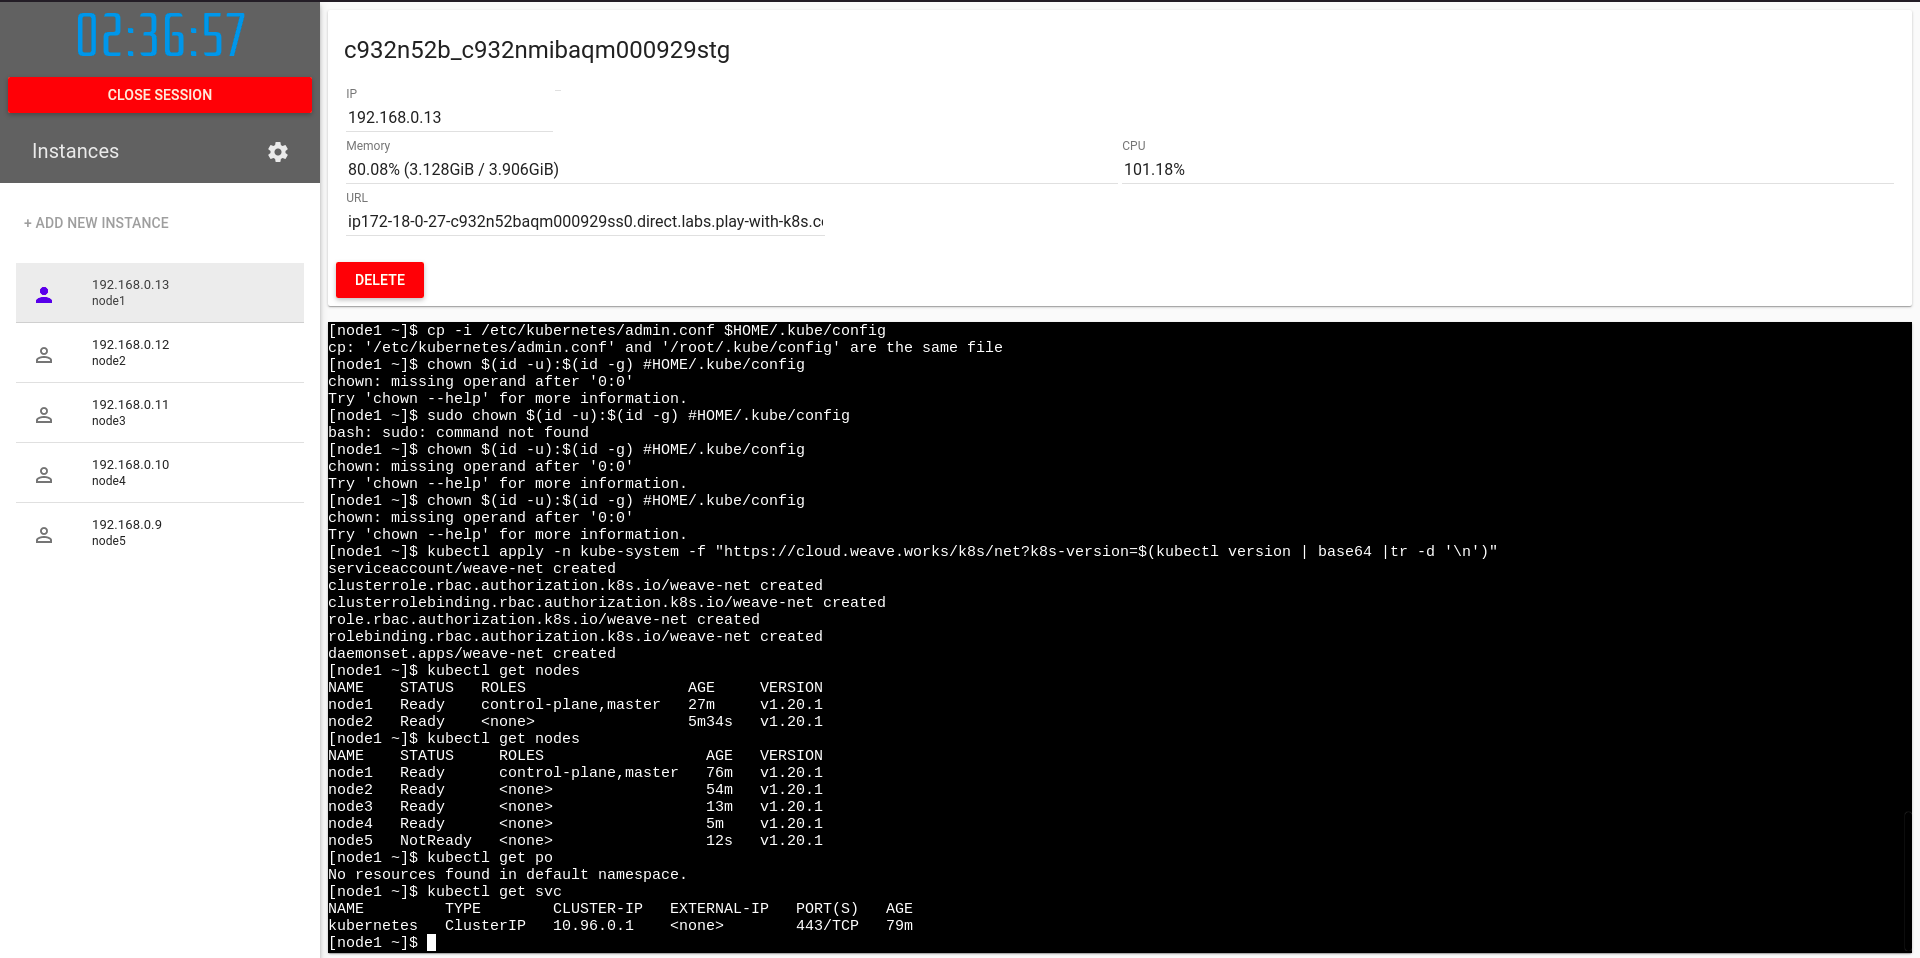 02:36:57
CLOSE SESSION
Instances
+ ADD NEW INSTANCE
192.168.0.13
node1
192.168.0.12
node2
192.168.0.11
node3
192.168.0.10
node4
192.168.0.9
node5
c932n52b_c932nmibaqm000929stg
IP
192.168.0.13
Memory
80.08% (3.128GiB / 3.906GiB)
CPU
101.18%
URL
ip172-18-0-27-c932n52baqm000929ss0.direct.labs.play-with-k8s.c
DELETE
[node1 ~]$ cp -i /etc/kubernetes/admin.conf $HOME/.kube/config
cp: '/etc/kubernetes/admin.conf' and '/root/.kube/config' are the same file
[node1 ~]$ chown $(id -u):$(id -g) #HOME/.kube/config
chown: missing operand after '0:0'
Try 'chown --help' for more information.
[node1 ~]$ sudo chown $(id -u):$(id -g) #HOME/.kube/config
bash: sudo: command not found
[node1 ~]$ chown $(id -u):$(id -g) #HOME/.kube/config
chown: missing operand after '0:0'
Try 'chown --help' for more information.
[node1 ~]$ chown $(id -u):$(id -g) #HOME/.kube/config
chown: missing operand after '0:0'
Try 'chown --help' for more information.
[node1 ~]$ kubectl apply -n kube-system -f "https://cloud.weave.works/k8s/net?k8s-version=$(kubectl version | base64 |tr -d '\n')"
serviceaccount/weave-net created
clusterrole.rbac.authorization.k8s.io/weave-net created
clusterrolebinding.rbac.authorization.k8s.io/weave-net created
role.rbac.authorization.k8s.io/weave-net created
rolebinding.rbac.authorization.k8s.io/weave-net created
daemonset.apps/weave-net created
[node1 ~]$ kubectl get nodes
NAME    STATUS   ROLES                  AGE     VERSION
node1   Ready    control-plane,master   27m     v1.20.1
node2   Ready    <none>                 5m34s   v1.20.1
[node1 ~]$ kubectl get nodes
NAME    STATUS     ROLES                  AGE   VERSION
node1   Ready      control-plane,master   76m   v1.20.1
node2   Ready      <none>                 54m   v1.20.1
node3   Ready      <none>                 13m   v1.20.1
node4   Ready      <none>                 5m    v1.20.1
node5   NotReady   <none>                 12s   v1.20.1
[node1 ~]$ kubectl get po
No resources found in default namespace.
[node1 ~]$ kubectl get svc
NAME         TYPE        CLUSTER-IP   EXTERNAL-IP   PORT(S)   AGE
kubernetes   ClusterIP   10.96.0.1    <none>        443/TCP   79m
[node1 ~]$